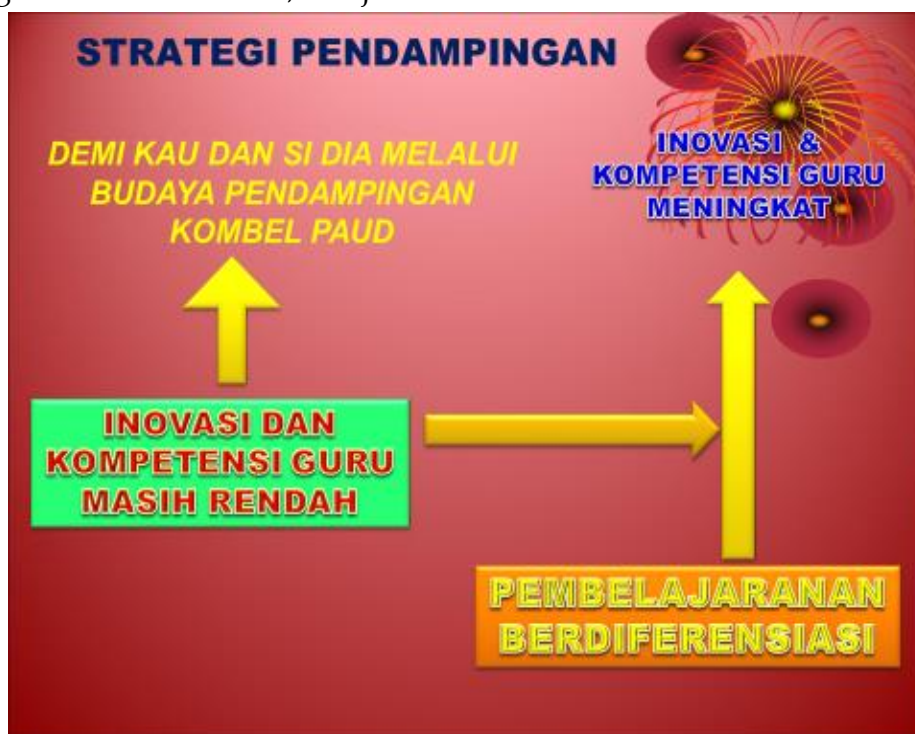 STRATEGI PENDAMPINGAN
DEMI KAU DAN SI DIA MELALUI
BUDAYA PENDAMPINGAN
KOMBEL PAUD
INOVASI &
KOMPETENSI GURU
MENINGKAT
INOVASI DAN
KOMPETENSI GURU
MASIH RENDAH
PEMBELAJARANAN
BERDIFERENSIASI